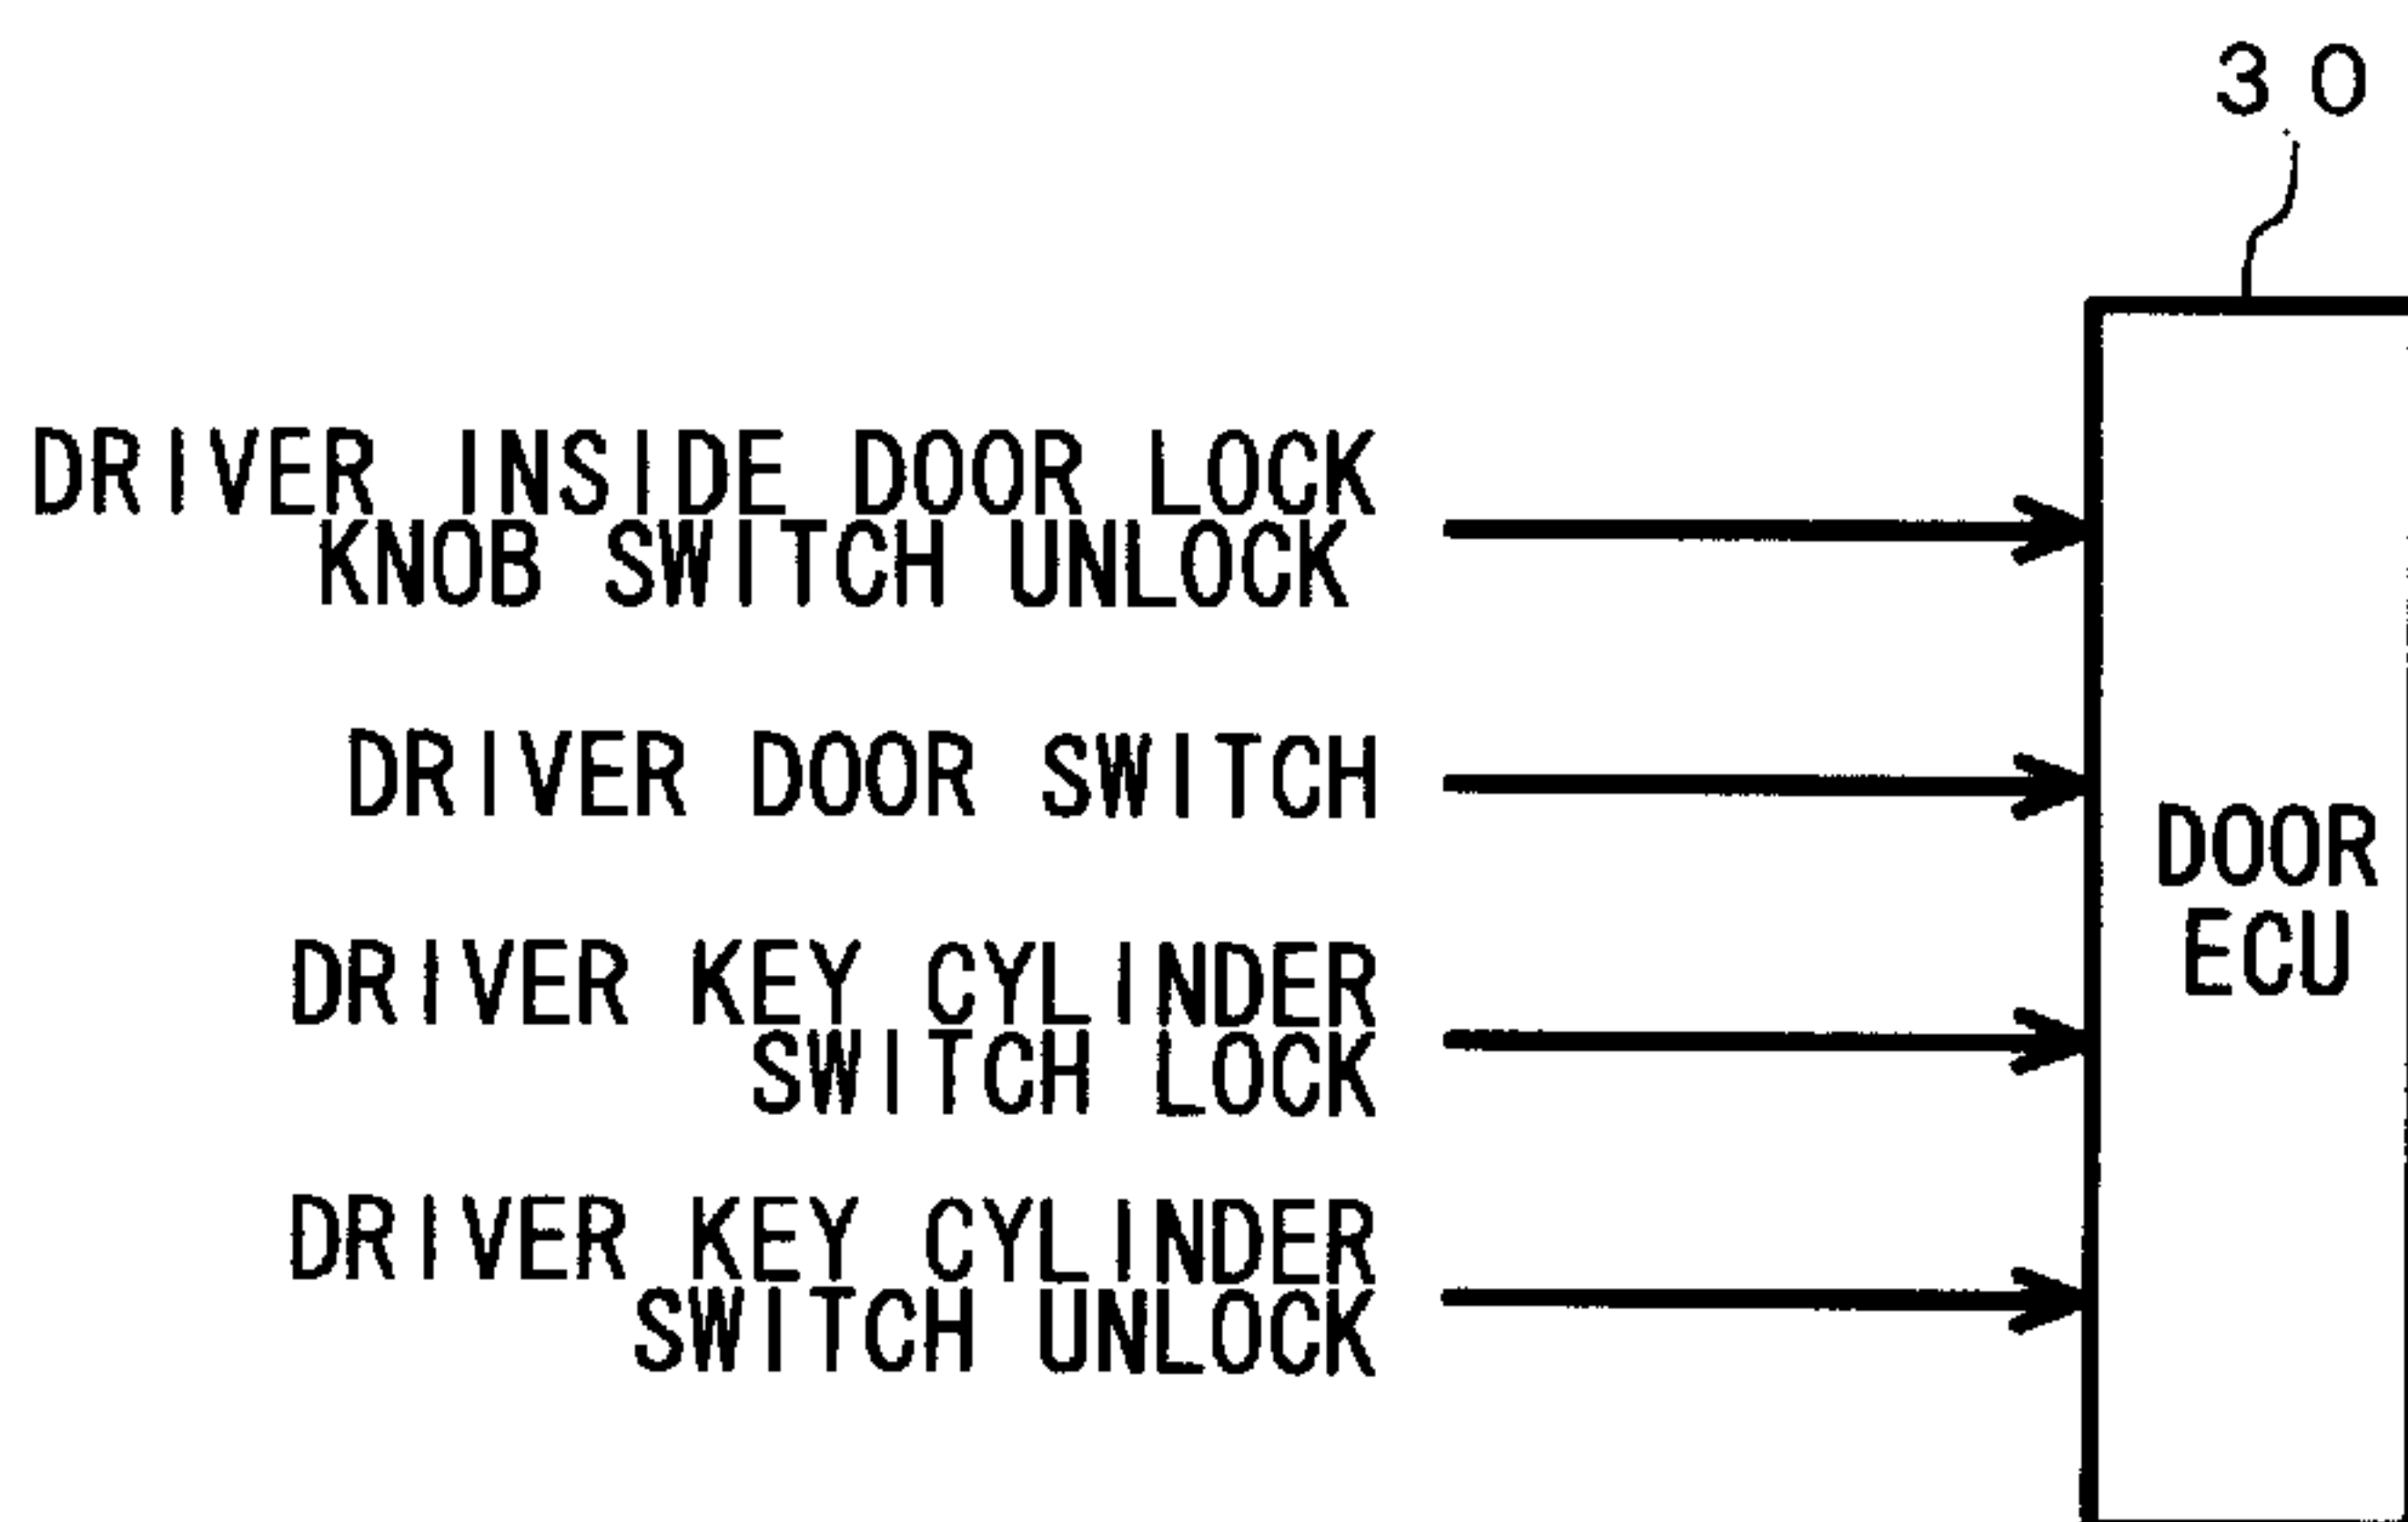 30
DRIVER INSIDE DOOR LOCK
KNOB SWITCH UNLOCK
DRIVER DOOR SWITCH
DOOR
ECU
DRIVER KEY CYLINDER
SWITCH LOCK
DRIVER KEY CYLINDER
SWITCH UNLOCK